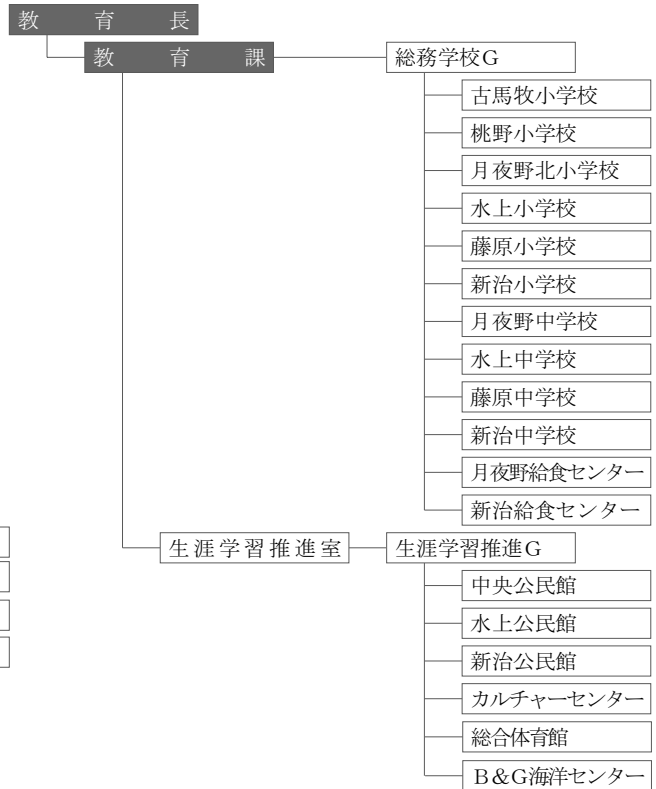 教育長
教育課
総務学校G
古馬牧小学校
桃野小学校
月夜野北小学校
水上小学校
藤原小学校
新治小学校
月夜野中学校
水上中学校
藤原中学校
新治中学校
月夜野給食センター
新治給食センター
生涯学習推進室
生涯学習推進G
中央公民館
水上公民館
新治公民館
カルチャーセンター
総合体育館
B&G海洋センター